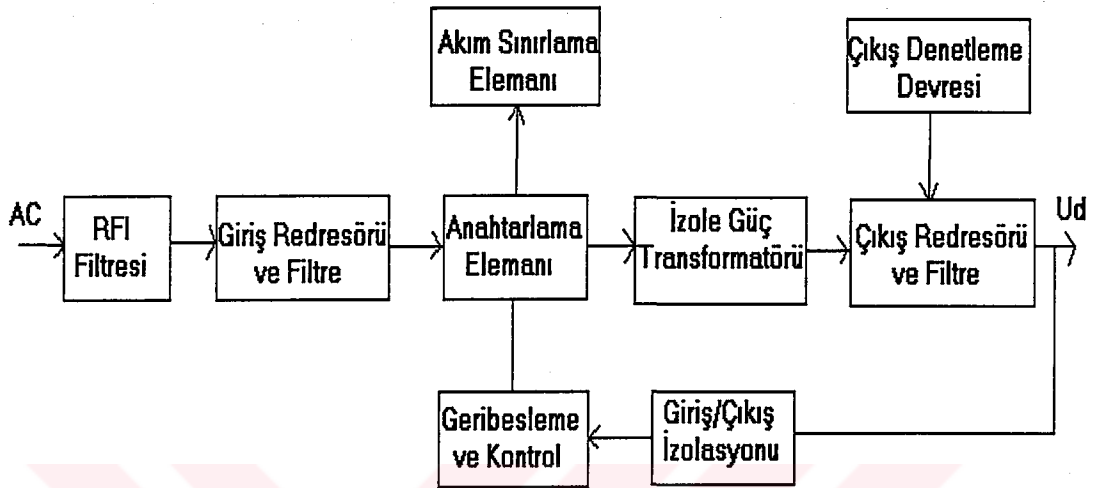 Akım Sınırlama
Elemanı
Çıkış Denetleme
Devresi
AC
RFI
Filtresi
Giriş Redresörü
ve Filtre
Anahtarlama
Elemanı
İzole Güç
Transformatörü
Çıkış Redresörü
ve Filtre
Ud
Geribesleme
ve Kontrol
Giriş/Çıkış
İzolasyonu